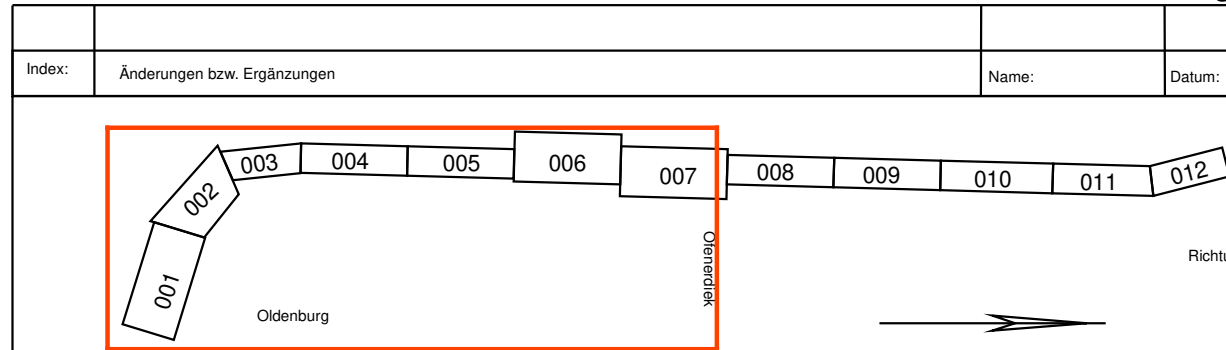 Index:
Änderungen bzw. Ergänzungen
Name:
Datum:
001
002
003
004
005
006
007
008
009
010
011
012
Ofenerdiek
Oldenburg